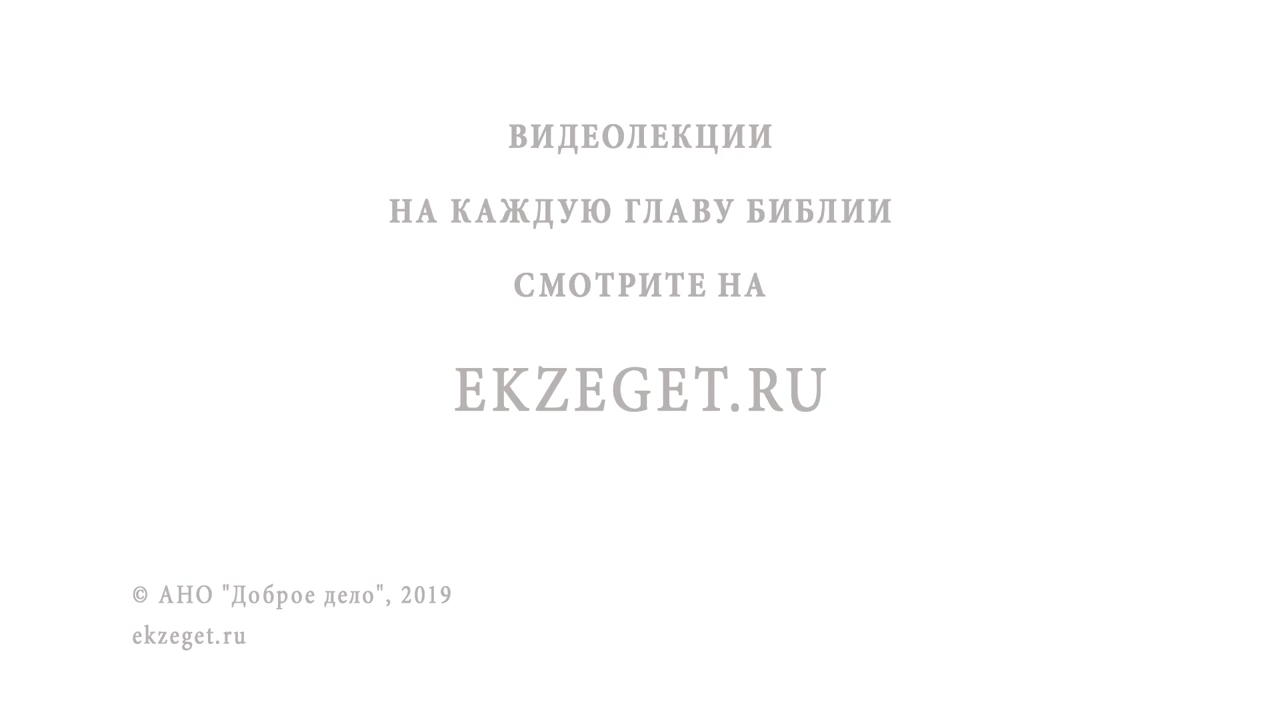 ВИДЕОЛЕКЦИИ
НА КАЖДУЮ ГЛАВУ БИБЛИИ
СМОТРИТЕ НА
EKZEGET.RU
© АНО "Доброе дело", 2019
ekzeget.ru